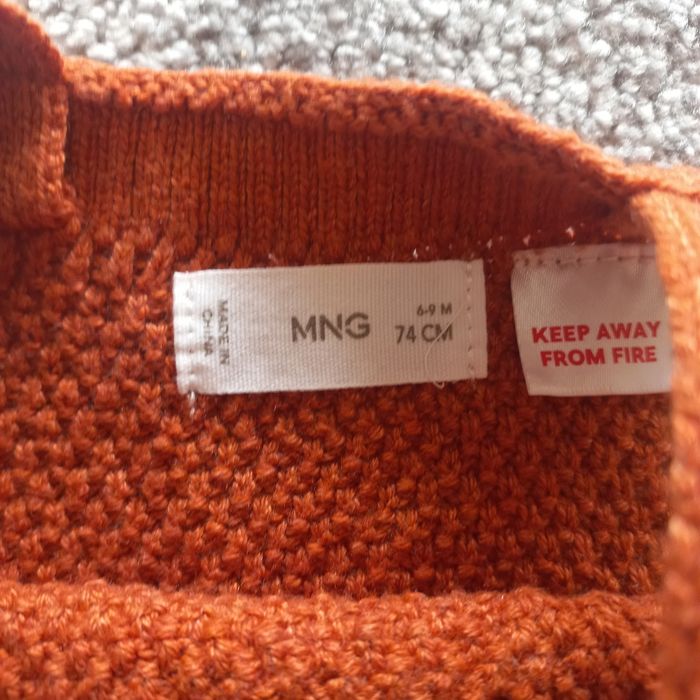 MADE IN
CHINA
MNG
6-9 M
74 CM
KEEP AWAY
FROM FIRE